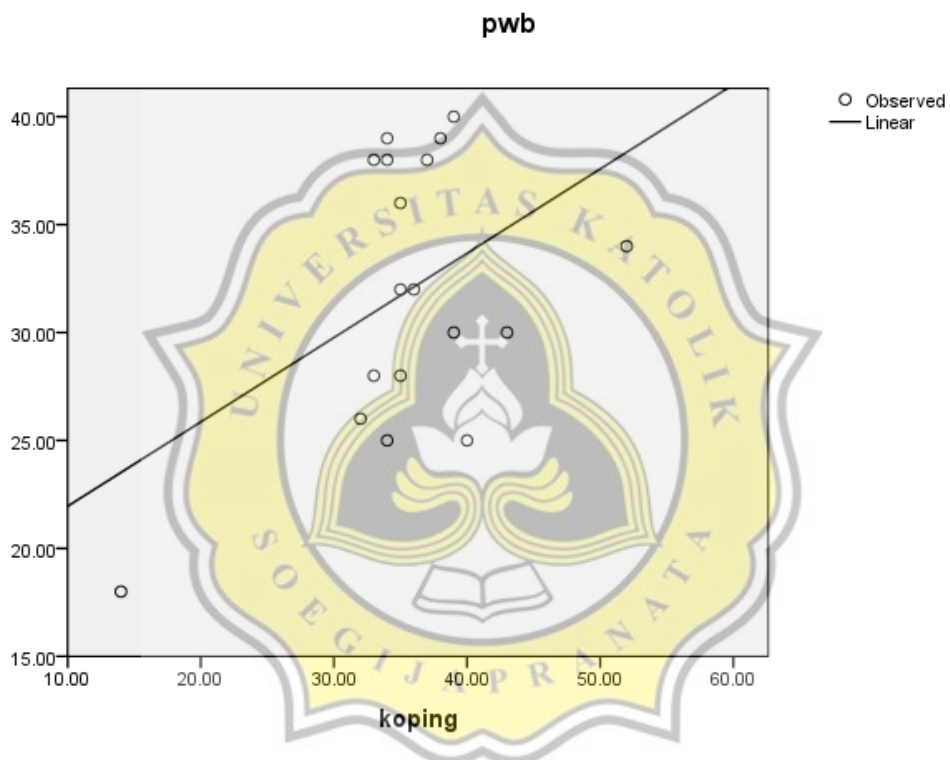 pwb
Observed
Linear
40.00
35.00
30.00
25.00
20.00
15.00
10.00 20.00 30.00 40.00 50.00 60.00
koping
UNIVERSITAS KATOLIK
SOEGIJAPRANATA